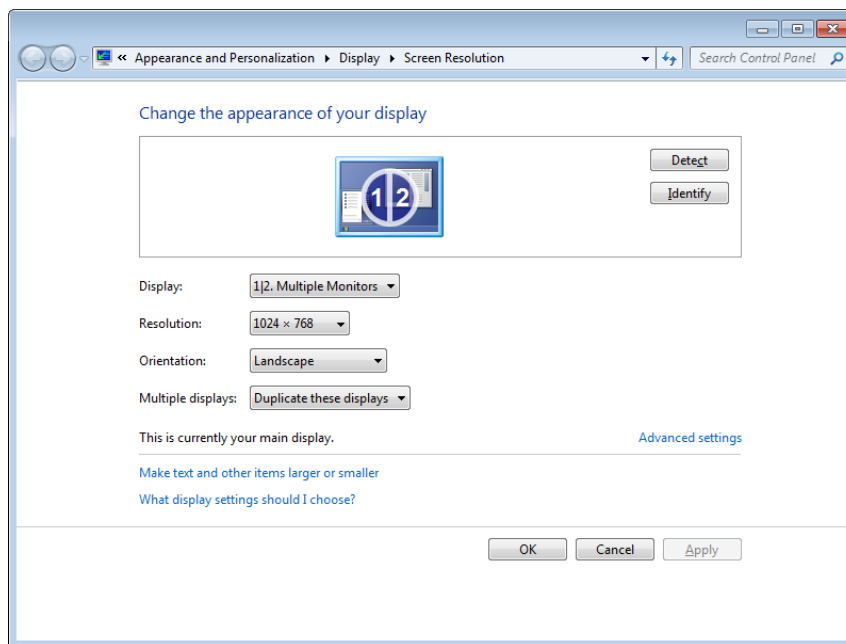 « Appearance and Personalization ▸ Display ▸ Screen Resolution Search Control Panel
Change the appearance of your display
1|2
Detect
Identify
Display: 1|2. Multiple Monitors
Resolution: 1024 × 768
Orientation: Landscape
Multiple displays: Duplicate these displays
This is currently your main display. Advanced settings
Make text and other items larger or smaller
What display settings should I choose?
OK Cancel Apply